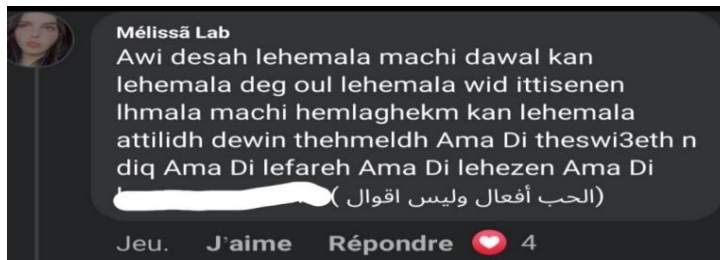 Mélissã Lab
Awi desah lehemala machi dawal kan
lehemala deg oul lehemala wid ittisenen
lhmala machi hemlaghekm kan lehemala
attilidh dewin thehmeldh Ama Di theswi3eth n
diq Ama Di lefareh Ama Di lehezen Ama Di
(الحب أفعال وليس اقوال )
Jeu. J'aime Répondre 4